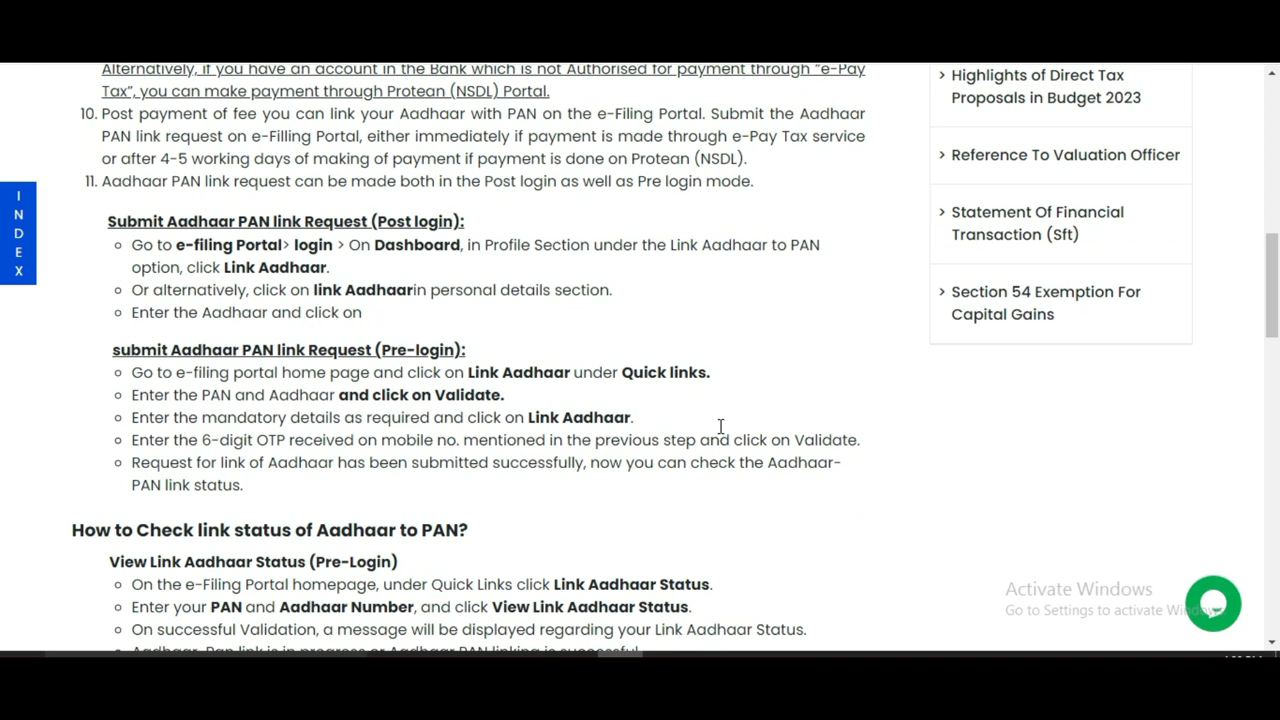 Alternatively, if you have an account in the Bank which is not Authorised for payment through "e-Pay
Tax", you can make payment through Protean (NSDL) Portal.
10. Post payment of fee you can link your Aadhaar with PAN on the e-Filing Portal. Submit the Aadhaar
PAN link request on e-Filling Portal, either immediately if payment is made through e-Pay Tax service
or after 4-5 working days of making of payment if payment is done on Protean (NSDL).
11. Aadhaar PAN link request can be made both in the Post login as well as Pre login mode.
Submit Aadhaar PAN link Request (Post login):
Go to e-filing Portal> login > On Dashboard, in Profile Section under the Link Aadhaar to PAN
option, click Link Aadhaar.
Or alternatively, click on link Aadhaarin personal details section.
Enter the Aadhaar and click on
submit Aadhaar PAN link Request (Pre-login):
Go to e-filing portal home page and click on Link Aadhaar under Quick links.
Enter the PAN and Aadhaar and click on Validate.
Enter the mandatory details as required and click on Link Aadhaar.
Enter the 6-digit OTP received on mobile no. mentioned in the previous step and click on Validate.
Request for link of Aadhaar has been submitted successfully, now you can check the Aadhaar-
PAN link status.
How to Check link status of Aadhaar to PAN?
View Link Aadhaar Status (Pre-Login)
On the e-Filing Portal homepage, under Quick Links click Link Aadhaar Status.
Enter your PAN and Aadhaar Number, and click View Link Aadhaar Status.
On successful Validation, a message will be displayed regarding your Link Aadhaar Status.
Aadhaar-Pan link is in progress or Aadhaar PAN linking is successful
> Highlights of Direct Tax
Proposals in Budget 2023
> Reference To Valuation Officer
> Statement Of Financial
Transaction (Sft)
> Section 54 Exemption For
Capital Gains
I
N
D
E
X
Activate Windows
Go to Settings to activate Windows.